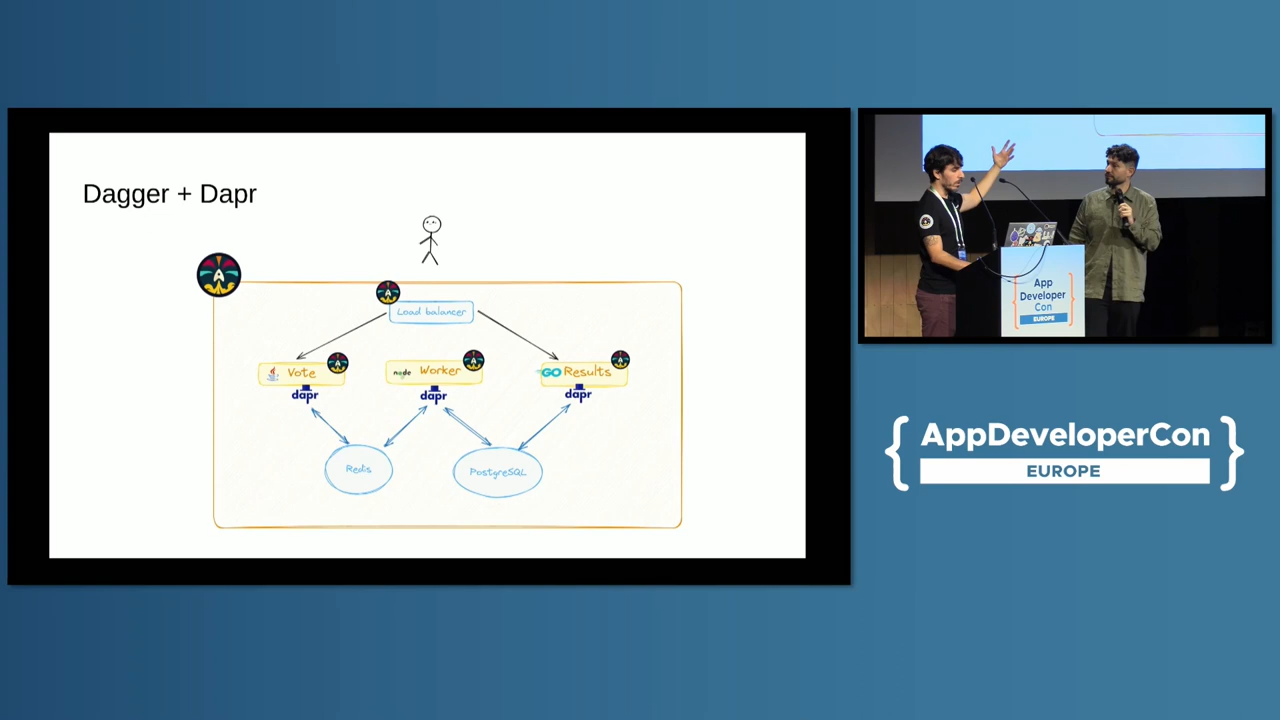 Dagger + Dapr
Load balancer
Vote
node
Worker
GO Results
dapr
dapr
dapr
Redis
PostgreSQL
App
Developer
Con
EUROPE
{ AppDeveloperCon }
EUROPE